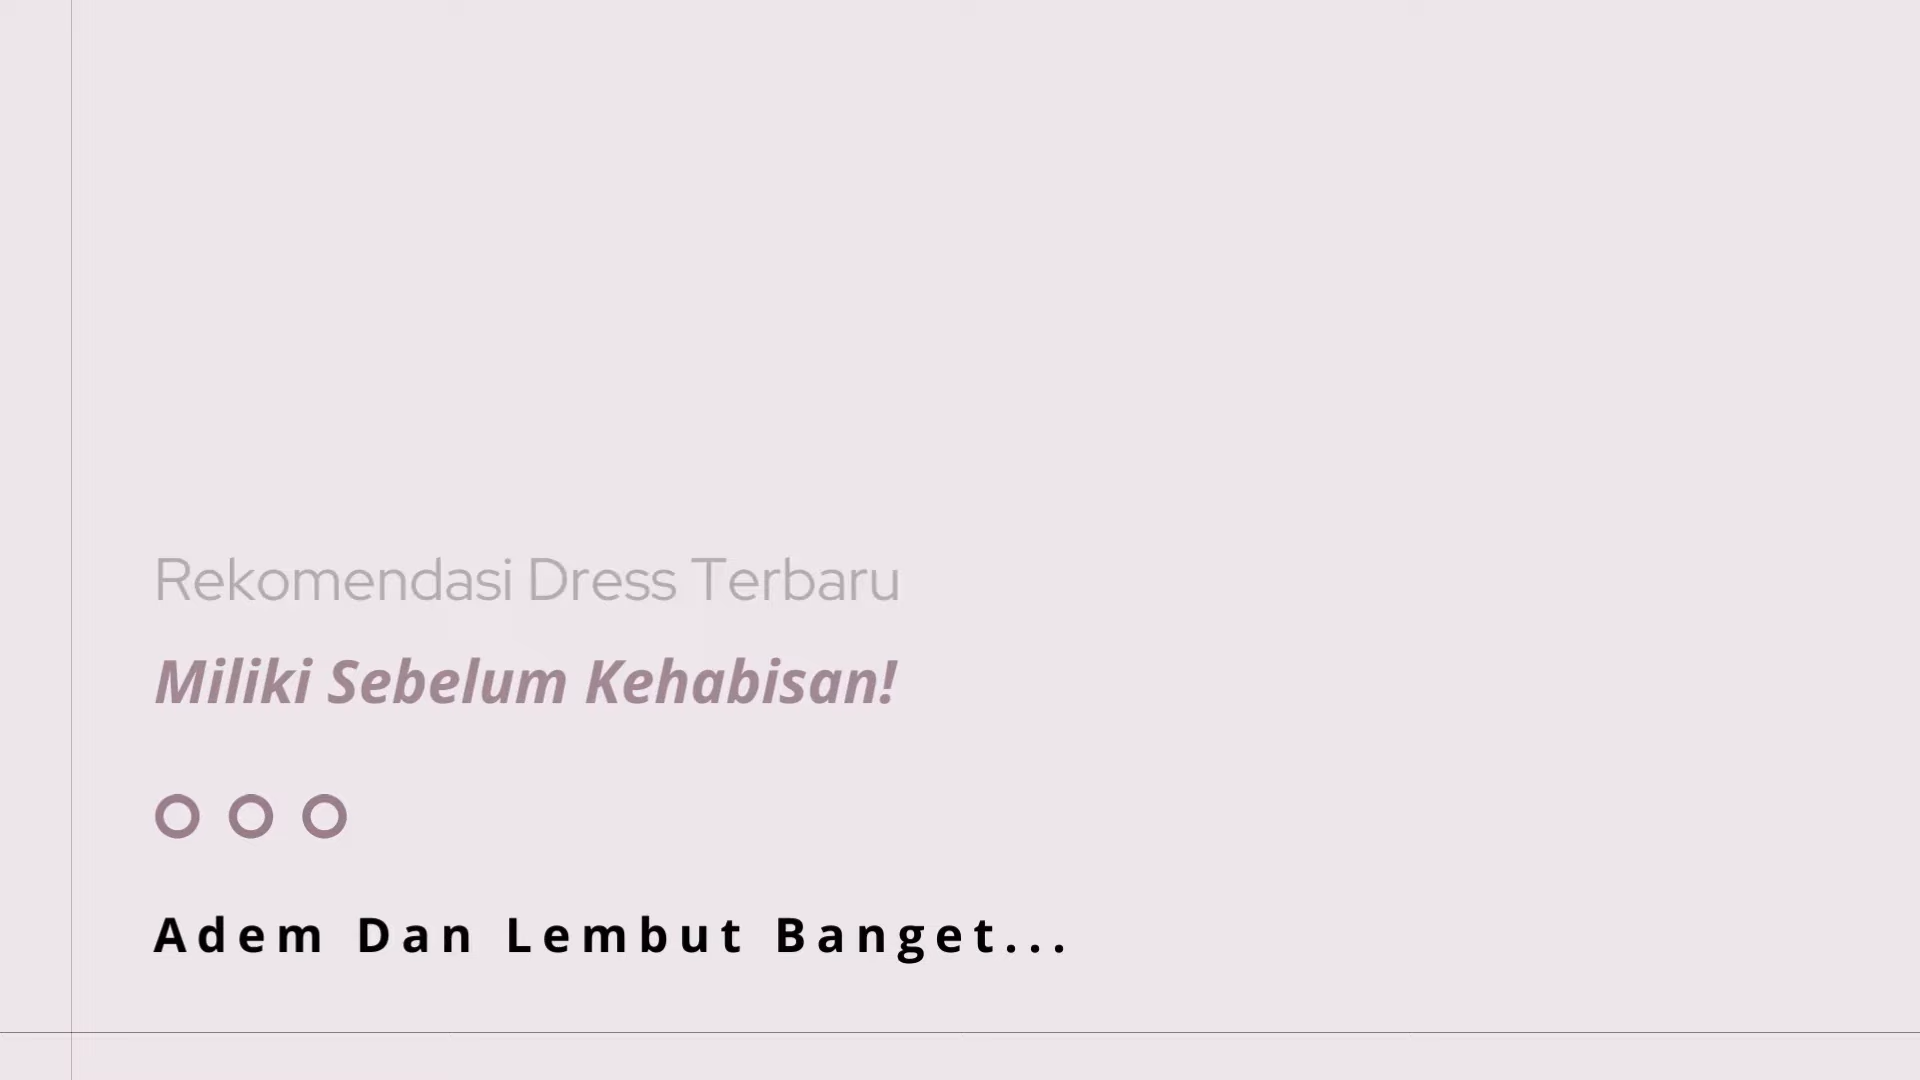 Rekomendasi Dress Terbaru
Miliki Sebelum Kehabisan!
Adem Dan Lembut Banget...